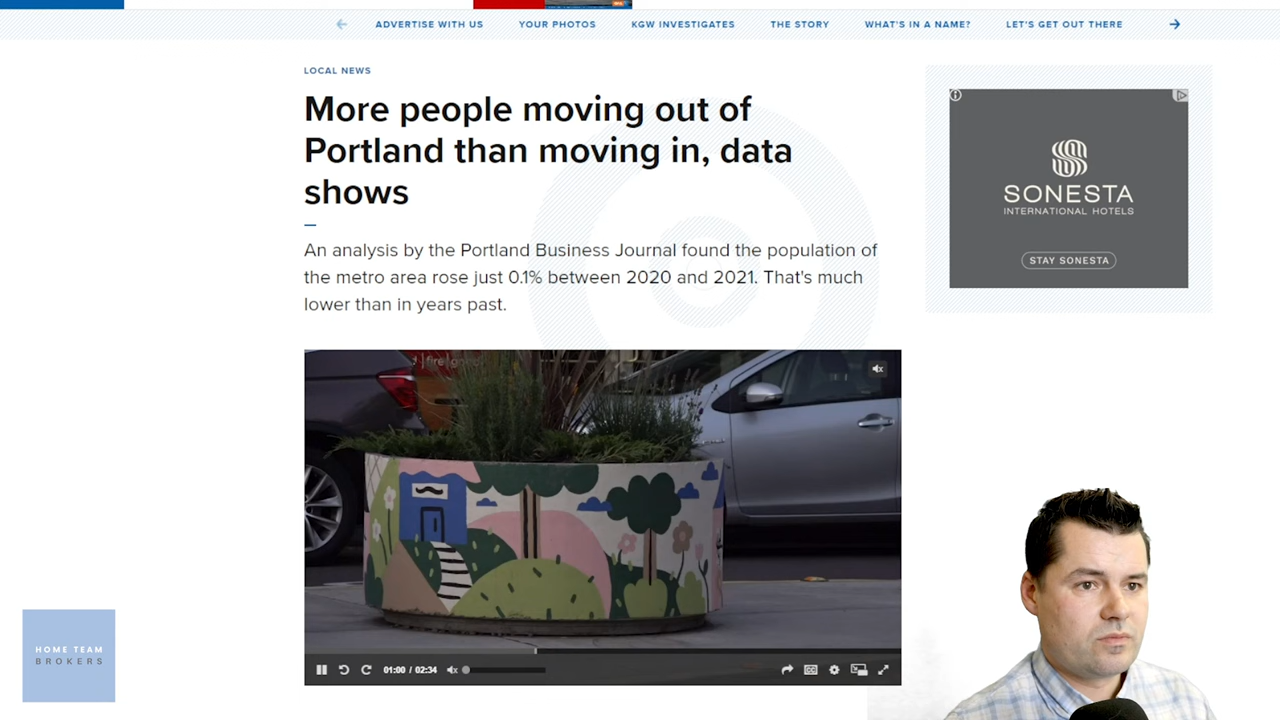 ADVERTISE WITH US YOUR PHOTOS KGW INVESTIGATES THE STORY WHAT'S IN A NAME? LET'S GET OUT THERE
LOCAL NEWS
More people moving out of
Portland than moving in, data
shows
An analysis by the Portland Business Journal found the population of
the metro area rose just 0.1% between 2020 and 2021. That's much
lower than in years past.
SONESTA
INTERNATIONAL HOTELS
STAY SONESTA
01:00 / 02:34
HOME TEAM
BROKERS